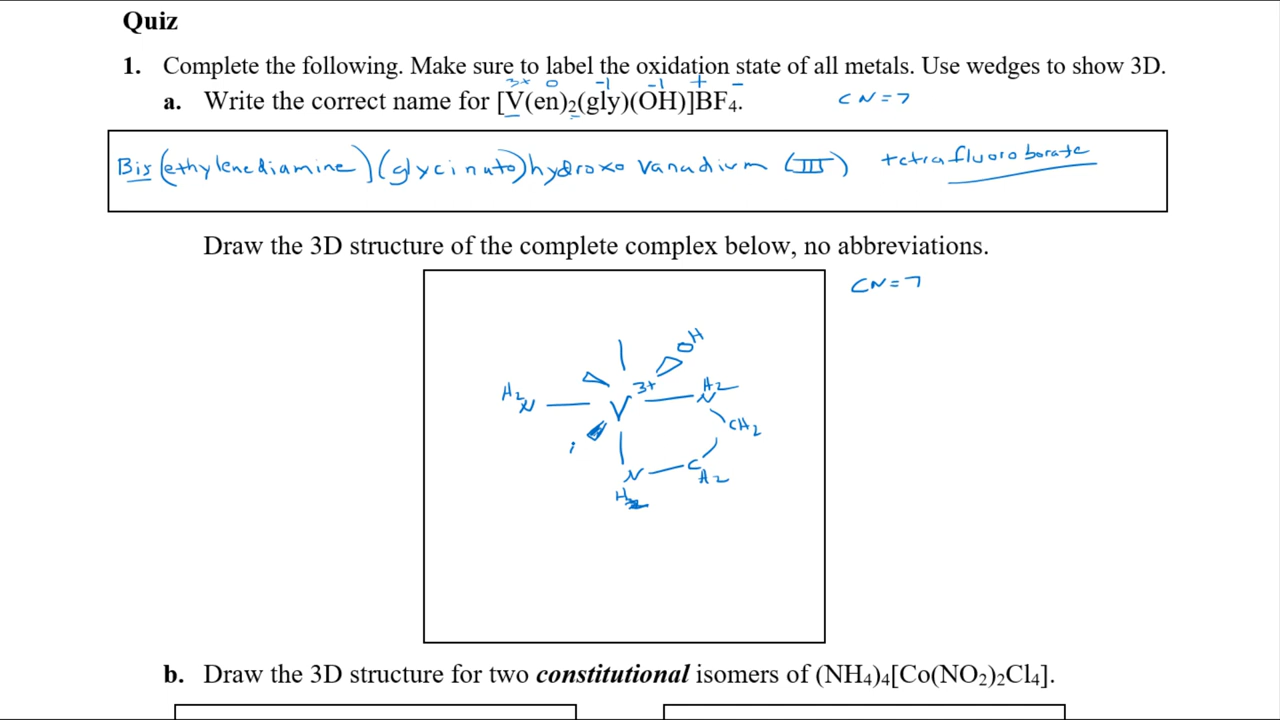 Quiz
1. Complete the following. Make sure to label the oxidation state of all metals. Use wedges to show 3D.
3+ 0 -1 -1 + -
a. Write the correct name for [V(en)₂(gly)(OH)]BF₄. CN=7
Bis(ethylenediamine)(glycinato)hydroxo vanadium (III) tetrafluoroborate
Draw the 3D structure of the complete complex below, no abbreviations.
CN=7
OH
3+
H₂N V N H₂
CH₂
N C H₂
H₂
b. Draw the 3D structure for two constitutional isomers of (NH₄)₄[Co(NO₂)₂Cl₄].